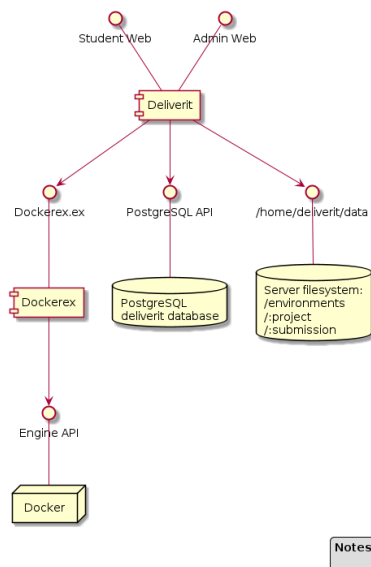 Student Web
Admin Web
Deliverit
Dockerex.ex
PostgreSQL API
/home/deliverit/data
Dockerex
PostgreSQL
deliverit database
Server filesystem:
/environments
/:project
/:submission
Engine API
Docker
Notes